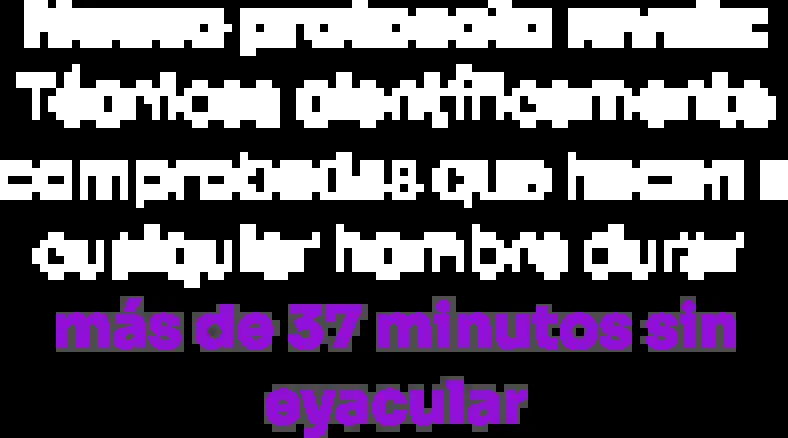 Nuevo protocolo revela:
Técnicas científicamente
comprobadas que hacen a
cualquier hombre durar
más de 37 minutos sin
eyacular